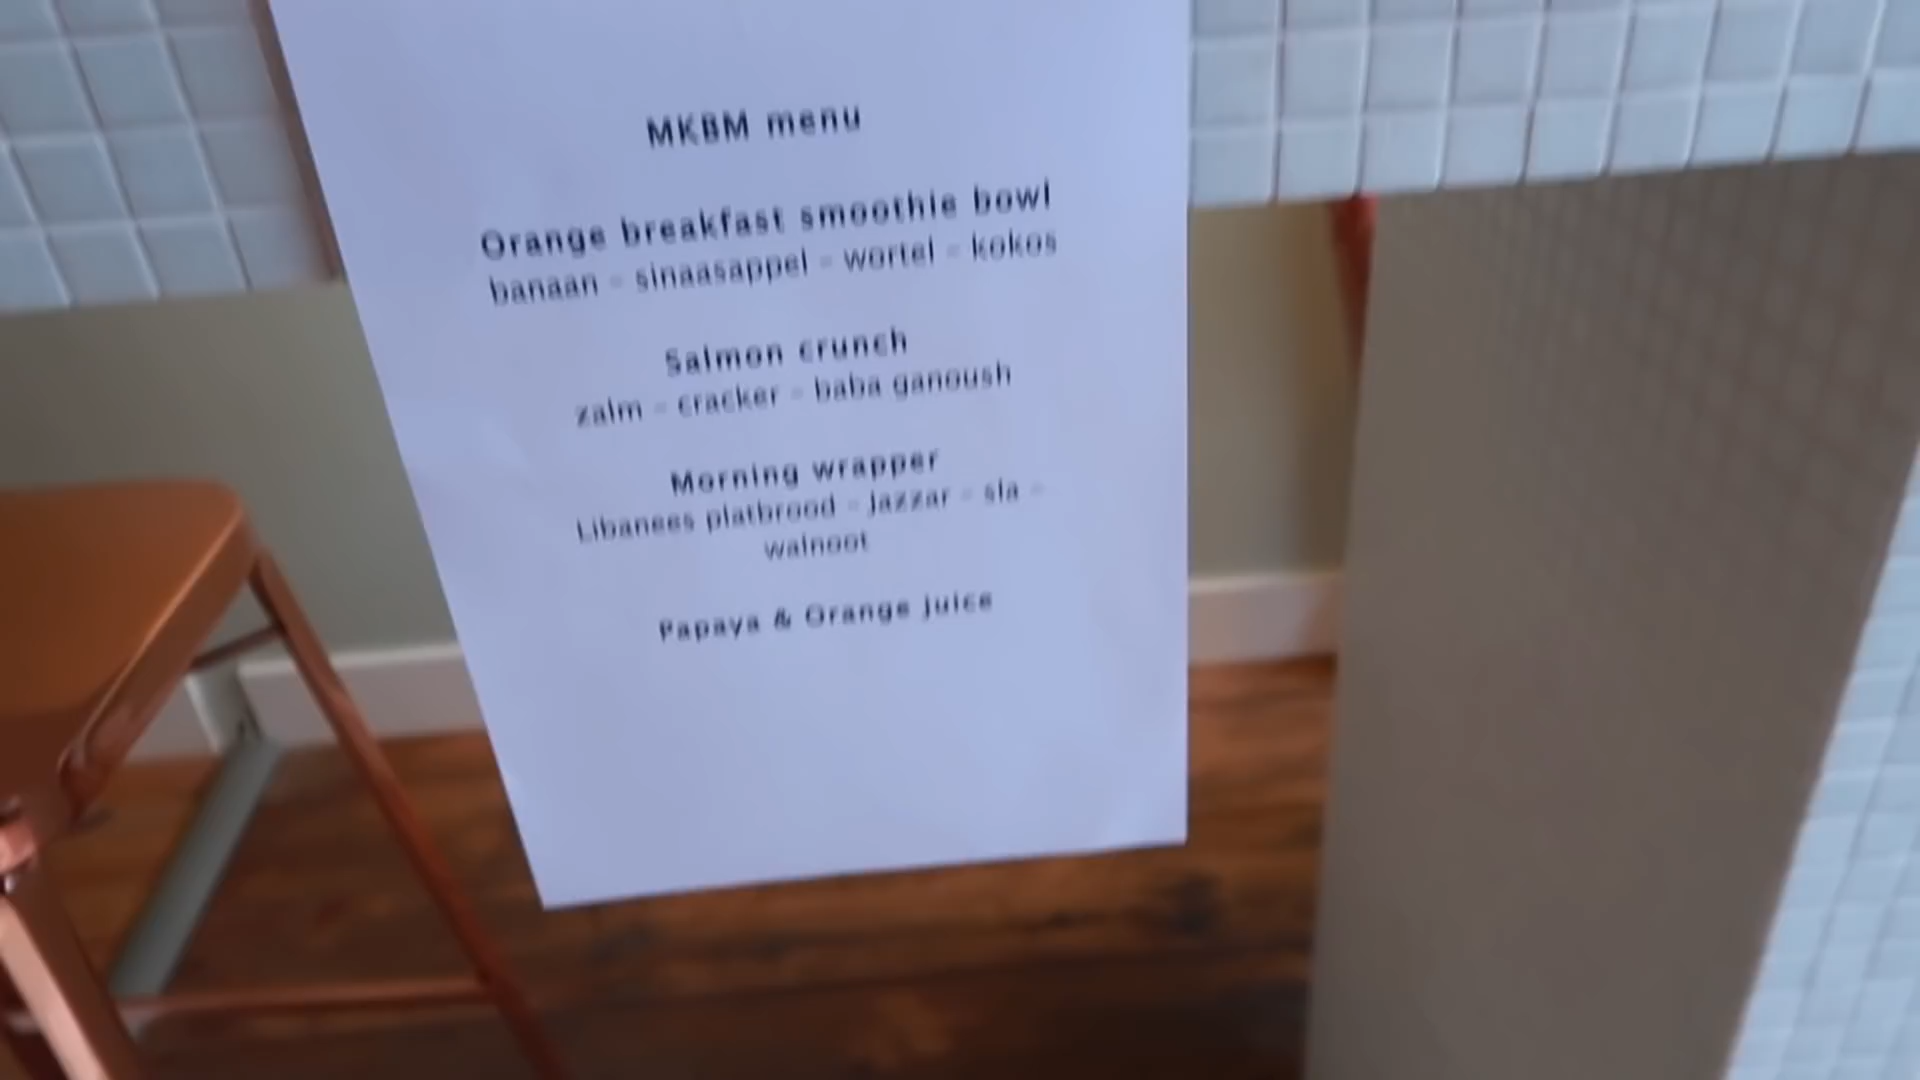 MKBM menu
Orange breakfast smoothie bowl
banaan - sinaasappel - wortel - kokos
Salmon crunch
zalm - cracker - baba ganoush
Morning wrapper
Libanees platbrood - Jazzar - sla -
walnoot
Papaya & Orange juice